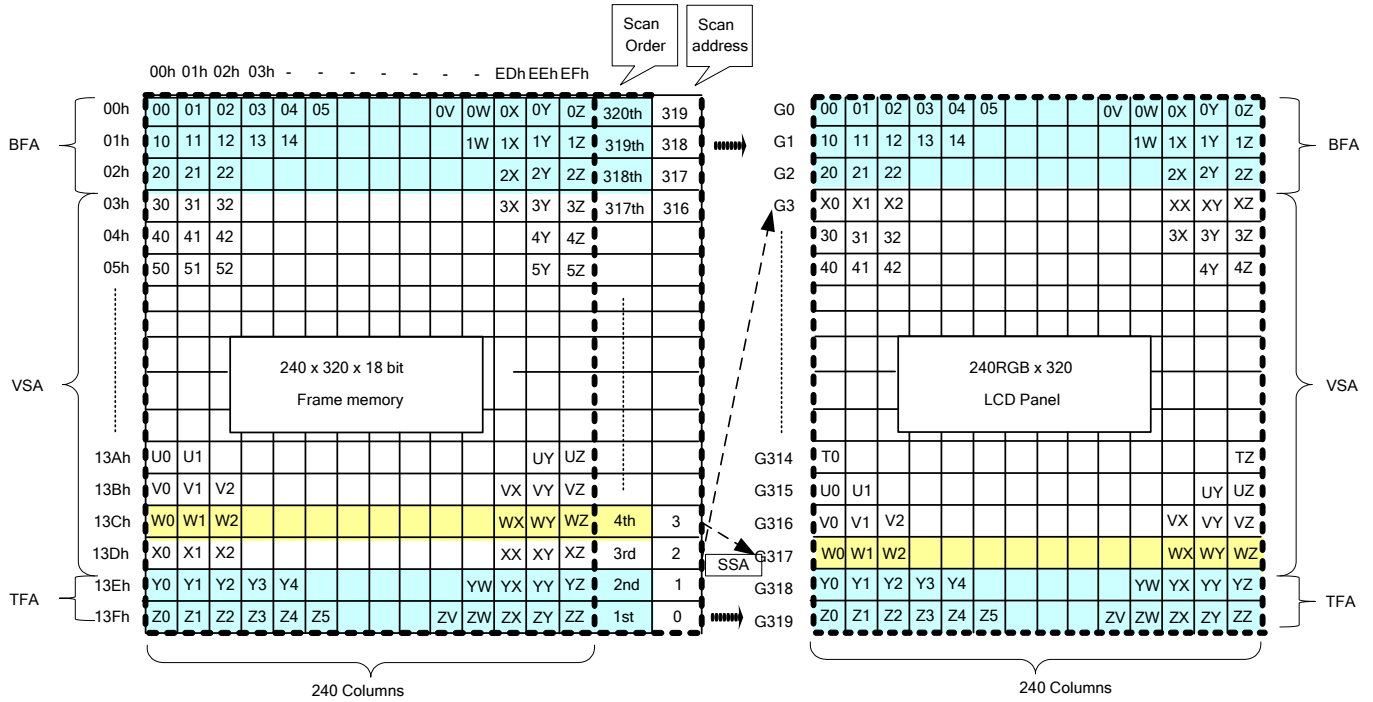 Scan Order
Scan address
00h 01h 02h 03h - - - - - - - EDh EEh EFh
BFA
VSA
TFA
00h 00 01 02 03 04 05 0V 0W 0X 0Y 0Z 320th 319
01h 10 11 12 13 14 1W 1X 1Y 1Z 319th 318
02h 20 21 22 2X 2Y 2Z 318th 317
03h 30 31 32 3X 3Y 3Z 317th 316
04h 40 41 42 4Y 4Z
05h 50 51 52 5Y 5Z
240 x 320 x 18 bit
Frame memory
13Ah U0 U1 UY UZ
13Bh V0 V1 V2 VX VY VZ
13Ch W0 W1 W2 WX WY WZ 4th 3
13Dh X0 X1 X2 XX XY XZ 3rd 2
13Eh Y0 Y1 Y2 Y3 Y4 YW YX YY YZ 2nd 1
13Fh Z0 Z1 Z2 Z3 Z4 Z5 ZV ZW ZX ZY ZZ 1st 0
240 Columns
SSA
G0 00 01 02 03 04 05 0V 0W 0X 0Y 0Z
G1 10 11 12 13 14 1W 1X 1Y 1Z
G2 20 21 22 2X 2Y 2Z
G3 X0 X1 X2 XX XY XZ
30 31 32 3X 3Y 3Z
40 41 42 4Y 4Z
240RGB x 320
LCD Panel
G314 T0 TZ
G315 U0 U1 UY UZ
G316 V0 V1 V2 VX VY VZ
G317 W0 W1 W2 WX WY WZ
G318 Y0 Y1 Y2 Y3 Y4 YW YX YY YZ
G319 Z0 Z1 Z2 Z3 Z4 Z5 ZV ZW ZX ZY ZZ
BFA
VSA
TFA
240 Columns